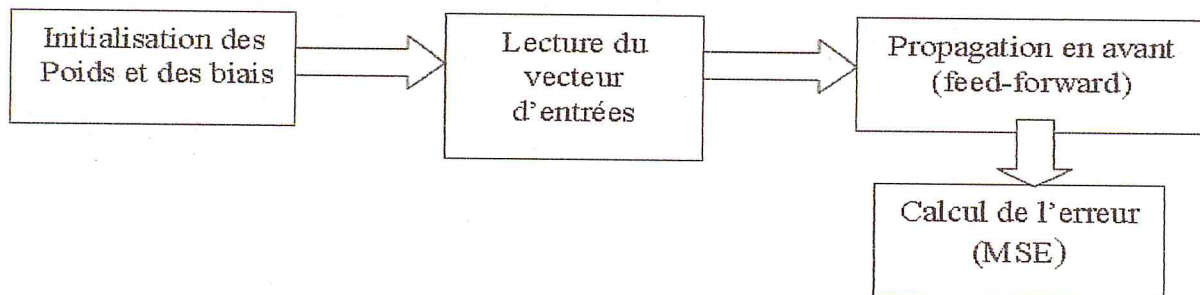 Initialisation des
Poids et des biais
Lecture du
vecteur
d'entrées
Propagation en avant
(feed-forward)
Calcul de l'erreur
(MSE)